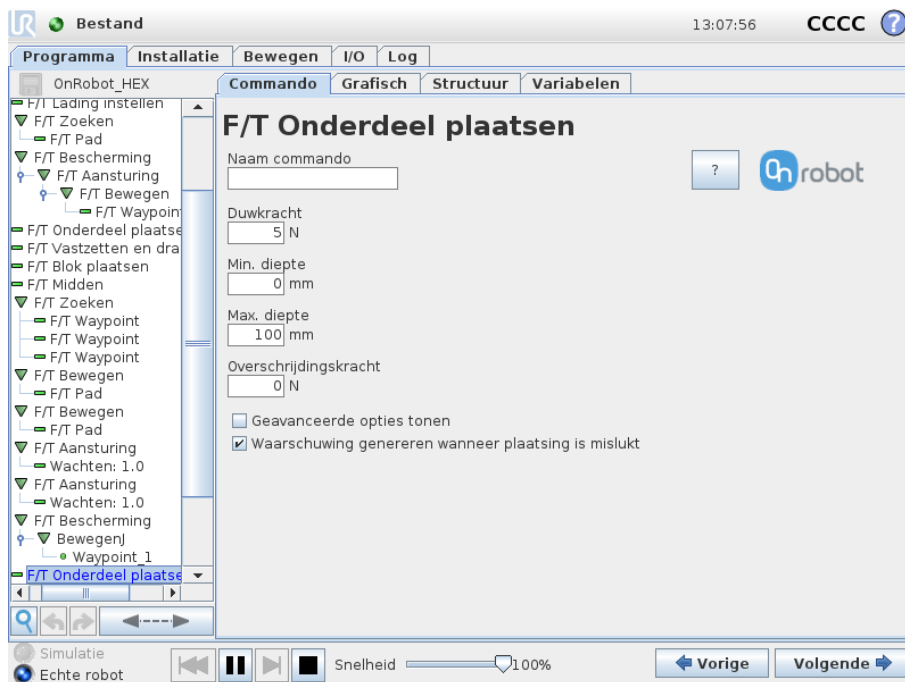 Bestand
13:07:56
CCCC
?
Programma
Installatie
Bewegen
I/O
Log
OnRobot_HEX
F/T Lading instellen
F/T Zoeken
F/T Pad
F/T Bescherming
F/T Aansturing
F/T Bewegen
F/T Waypoin
F/T Onderdeel plaatse
F/T Vastzetten en dra
F/T Blok plaatsen
F/T Midden
F/T Zoeken
F/T Waypoint
F/T Waypoint
F/T Waypoint
F/T Bewegen
F/T Pad
F/T Bewegen
F/T Pad
F/T Aansturing
Wachten: 1.0
F/T Aansturing
Wachten: 1.0
F/T Bescherming
BewegenJ
Waypoint_1
F/T Onderdeel plaatse
Commando
Grafisch
Structuur
Variabelen
F/T Onderdeel plaatsen
Naam commando
?
On robot
Duwkracht
5 N
Min. diepte
0 mm
Max. diepte
100 mm
Overschrijdingskracht
0 N
Geavanceerde opties tonen
Waarschuwing genereren wanneer plaatsing is mislukt
Simulatie
Echte robot
Snelheid
100%
Vorige
Volgende